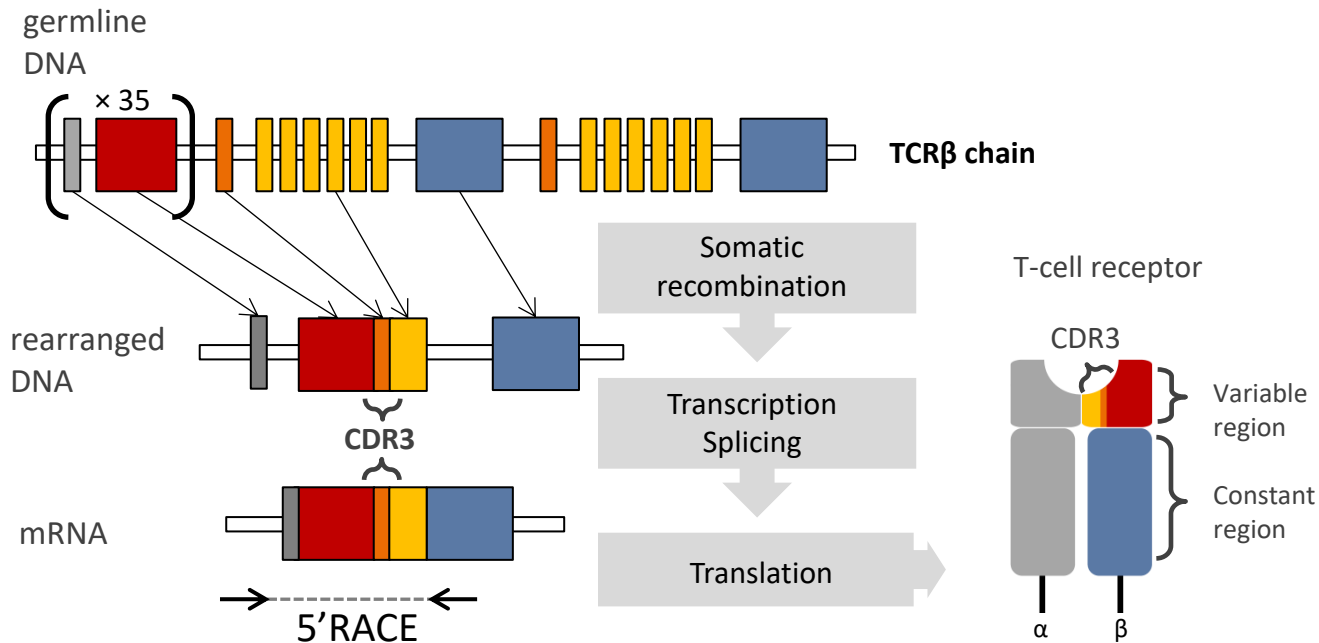 germline
DNA
× 35
TCRβ chain
Somatic
recombination
T-cell receptor
rearranged
DNA
CDR3
CDR3
Transcription
Splicing
Variable
region
mRNA
Constant
region
Translation
5’RACE
α
β